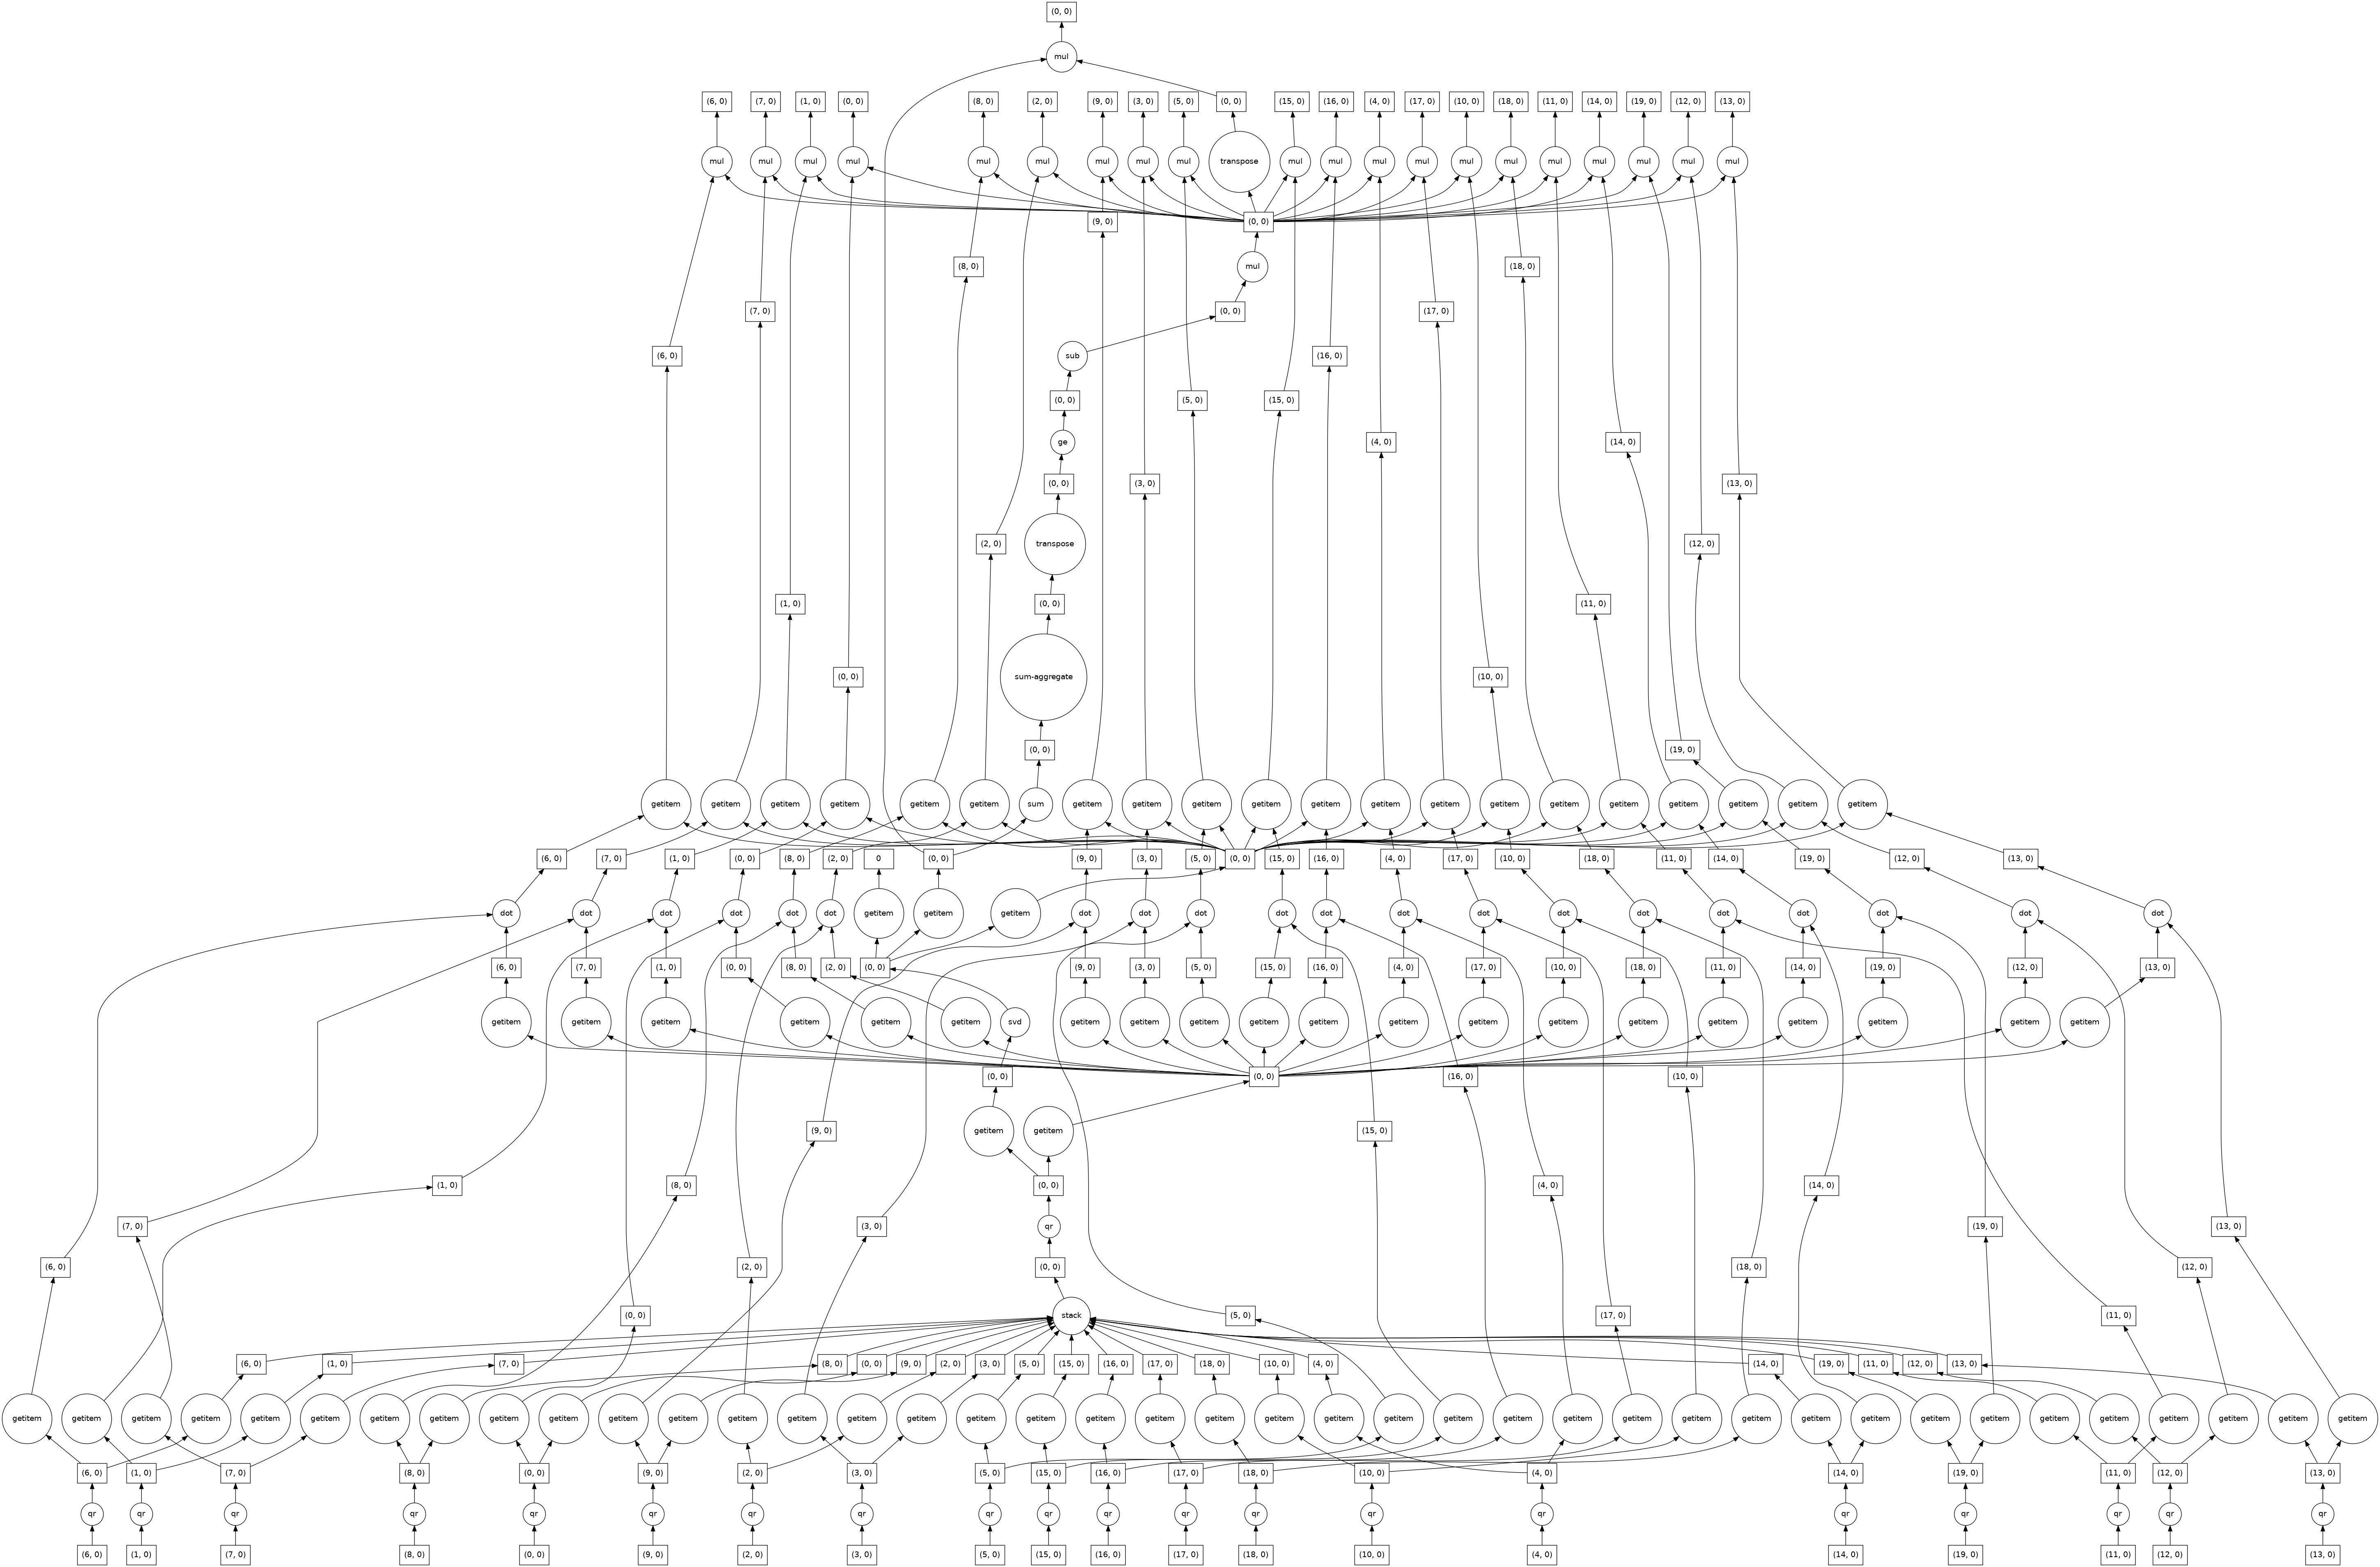 (0, 0)
mul
(6, 0) (7, 0) (1, 0) (0, 0) (8, 0) (2, 0) (9, 0) (3, 0) (5, 0) (0, 0) (15, 0) (16, 0) (4, 0) (17, 0) (10, 0) (18, 0) (11, 0) (14, 0) (19, 0) (12, 0) (13, 0)
mul mul mul mul mul mul mul mul mul transpose mul mul mul mul mul mul mul mul mul mul mul
(9, 0) (0, 0)
(8, 0) mul (18, 0)
(7, 0) (0, 0) (17, 0)
(6, 0) sub (16, 0)
(0, 0) (5, 0) (15, 0)
ge (4, 0) (14, 0)
(0, 0) (3, 0) (13, 0)
(2, 0) transpose (12, 0)
(1, 0) (0, 0) (11, 0)
(0, 0) sum-aggregate (10, 0)
(0, 0) (19, 0)
getitem getitem getitem getitem getitem getitem sum getitem getitem getitem getitem getitem getitem getitem getitem getitem getitem getitem getitem getitem getitem
(6, 0) (7, 0) (1, 0) (0, 0) (8, 0) (2, 0) 0 (0, 0) (9, 0) (3, 0) (5, 0) (0, 0) (15, 0) (16, 0) (4, 0) (17, 0) (10, 0) (18, 0) (11, 0) (14, 0) (19, 0) (12, 0) (13, 0)
dot dot dot dot dot dot getitem getitem getitem dot dot dot dot dot dot dot dot dot dot dot dot dot dot
(6, 0) (7, 0) (1, 0) (0, 0) (8, 0) (2, 0) (0, 0) (9, 0) (3, 0) (5, 0) (15, 0) (16, 0) (4, 0) (17, 0) (10, 0) (18, 0) (11, 0) (14, 0) (19, 0) (12, 0) (13, 0)
getitem getitem getitem getitem getitem getitem svd getitem getitem getitem getitem getitem getitem getitem getitem getitem getitem getitem getitem getitem getitem
(0, 0) (0, 0) (16, 0) (10, 0)
(9, 0) getitem getitem (15, 0)
(1, 0) (8, 0) (0, 0) (4, 0) (14, 0)
(7, 0) (3, 0) qr (19, 0) (13, 0)
(6, 0) (2, 0) (0, 0) (18, 0) (12, 0)
(0, 0) stack (5, 0) (17, 0) (11, 0)
(6, 0) (1, 0) (7, 0) (8, 0) (0, 0) (9, 0) (2, 0) (3, 0) (5, 0) (15, 0) (16, 0) (17, 0) (18, 0) (10, 0) (4, 0) (14, 0) (19, 0) (11, 0) (12, 0) (13, 0)
getitem getitem getitem getitem getitem getitem getitem getitem getitem getitem getitem getitem getitem getitem getitem getitem getitem getitem getitem getitem getitem getitem getitem getitem getitem getitem getitem getitem getitem getitem getitem getitem getitem getitem getitem getitem getitem getitem getitem getitem
(6, 0) (1, 0) (7, 0) (8, 0) (0, 0) (9, 0) (2, 0) (3, 0) (5, 0) (15, 0) (16, 0) (17, 0) (18, 0) (10, 0) (4, 0) (14, 0) (19, 0) (11, 0) (12, 0) (13, 0)
qr qr qr qr qr qr qr qr qr qr qr qr qr qr qr qr qr qr qr qr
(6, 0) (1, 0) (7, 0) (8, 0) (0, 0) (9, 0) (2, 0) (3, 0) (5, 0) (15, 0) (16, 0) (17, 0) (18, 0) (10, 0) (4, 0) (14, 0) (19, 0) (11, 0) (12, 0) (13, 0)